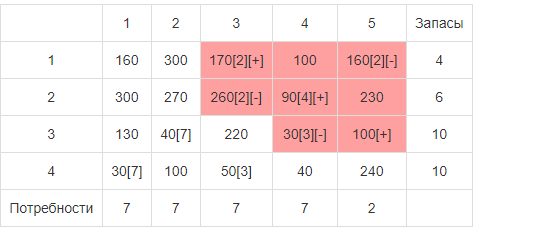 1 2 3 4 5 Запасы
1 160 300 170[2][+] 100 160[2][-] 4
2 300 270 260[2][-] 90[4][+] 230 6
3 130 40[7] 220 30[3][-] 100[+] 10
4 30[7] 100 50[3] 40 240 10
Потребности 7 7 7 7 2